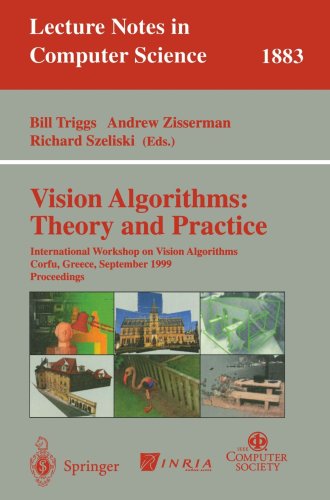 Lecture Notes in
Computer Science 1883
Bill Triggs Andrew Zisserman
Richard Szeliski (Eds.)
Vision Algorithms:
Theory and Practice
International Workshop on Vision Algorithms
Corfu, Greece, September 1999
Proceedings
Springer
INRIA
IEEE
COMPUTER
SOCIETY